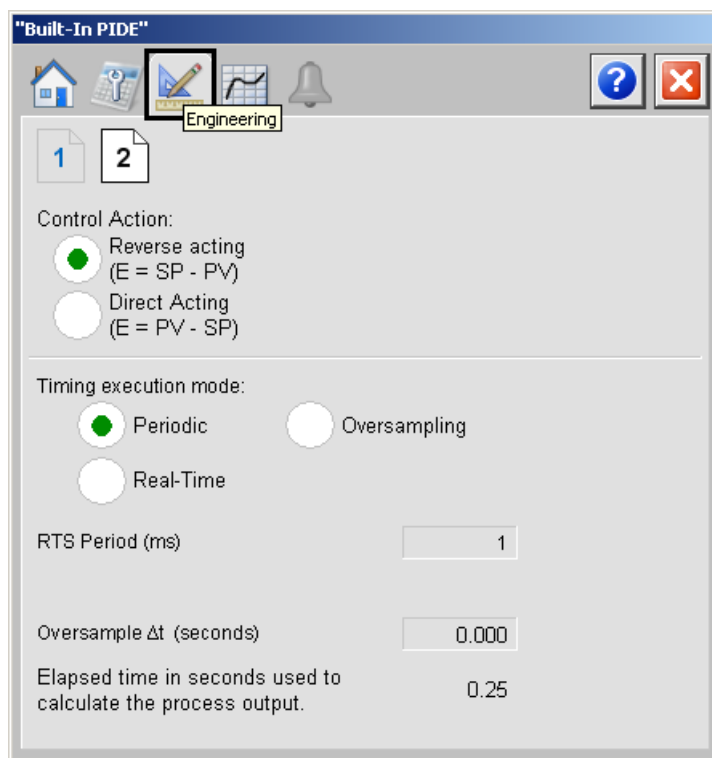 "Built-In PIDE"
?
Engineering
1 2
Control Action:
Reverse acting
(E = SP - PV)
Direct Acting
(E = PV - SP)
Timing execution mode:
Periodic Oversampling
Real-Time
RTS Period (ms) 1
Oversample Δt (seconds) 0.000
Elapsed time in seconds used to
calculate the process output. 0.25